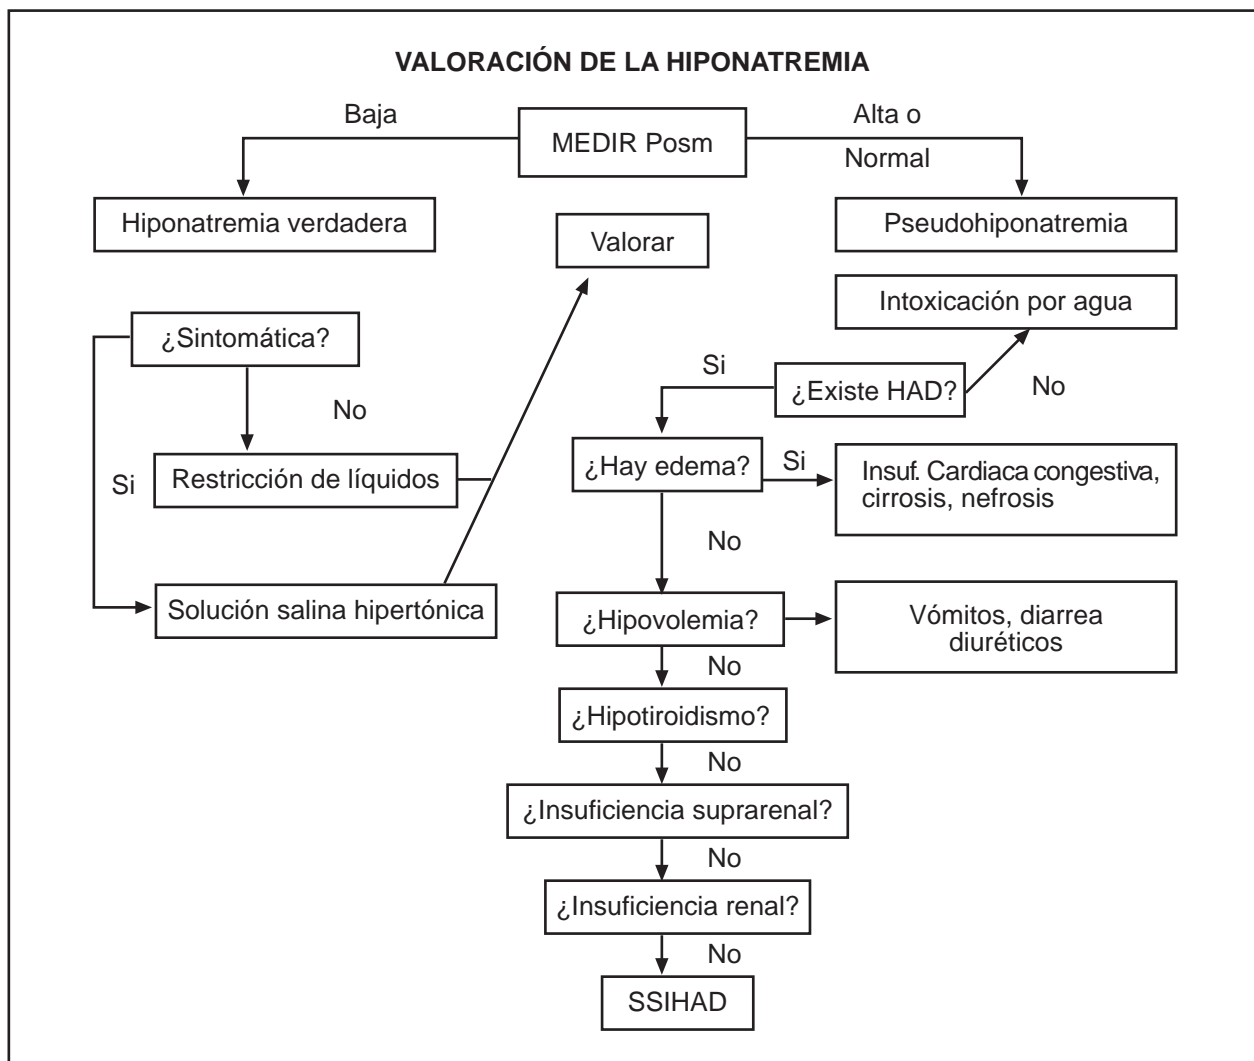 VALORACIÓN DE LA HIPONATREMIA
Baja
MEDIR Posm
Alta o
Normal
Hiponatremia verdadera
Valorar
Pseudohiponatremia
Intoxicación por agua
¿Sintomática?
Si
¿Existe HAD?
No
No
¿Hay edema?
Si
Insuf. Cardiaca congestiva,
cirrosis, nefrosis
Restricción de líquidos
Si
No
Solución salina hipertónica
¿Hipovolemia?
Vómitos, diarrea
diuréticos
No
¿Hipotiroidismo?
No
¿Insuficiencia suprarenal?
No
¿Insuficiencia renal?
No
SSIHAD